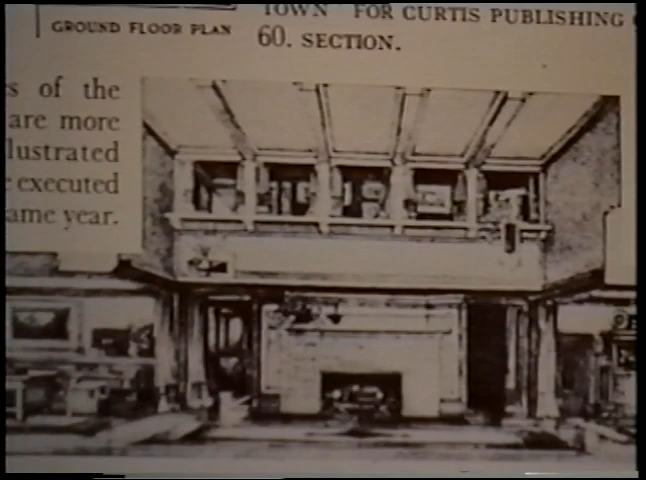 GROUND FLOOR PLAN
TOWN" FOR CURTIS PUBLISHING
60. SECTION.
of the
are more
lustrated
executed
ame year.